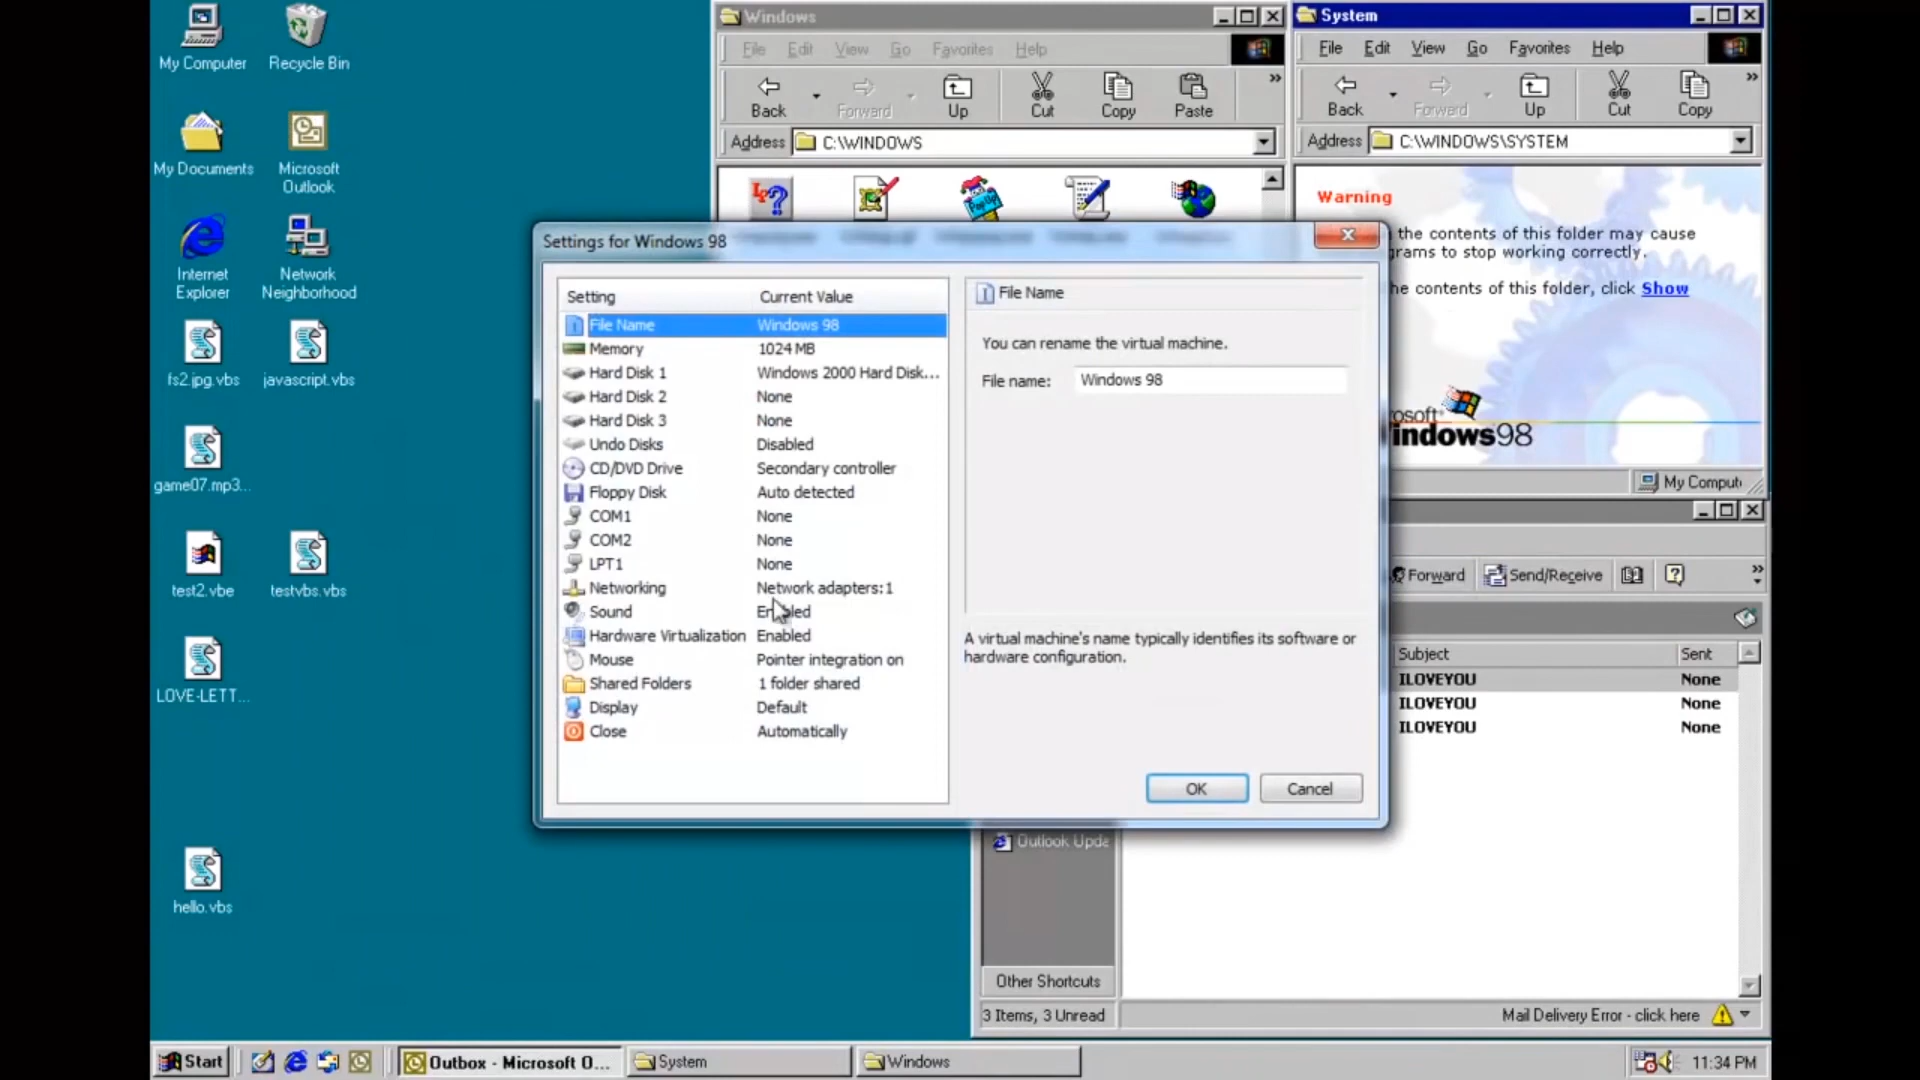 My Computer
Recycle Bin
My Documents
Microsoft
Outlook
Internet
Explorer
Network
Neighborhood
fs2.jpg.vbs
javascript.vbs
game07.mp3...
test2.vbe
testvbs.vbs
LOVE-LETT...
hello.vbs
Windows
File Edit View Go Favorites Help
Back Forward Up Cut Copy Paste
Address C:\WINDOWS
System
File Edit View Go Favorites Help
Back Forward Up Cut Copy
Address C:\WINDOWS\SYSTEM
Warning
the contents of this folder may cause
grams to stop working correctly.
he contents of this folder, click Show
osoft
indows98
My Comput
Settings for Windows 98
Setting Current Value
File Name Windows 98
Memory 1024 MB
Hard Disk 1 Windows 2000 Hard Disk...
Hard Disk 2 None
Hard Disk 3 None
Undo Disks Disabled
CD/DVD Drive Secondary controller
Floppy Disk Auto detected
COM1 None
COM2 None
LPT1 None
Networking Network adapters:1
Sound Enabled
Hardware Virtualization Enabled
Mouse Pointer integration on
Shared Folders 1 folder shared
Display Default
Close Automatically
File Name
You can rename the virtual machine.
File name: Windows 98
A virtual machine's name typically identifies its software or
hardware configuration.
OK Cancel
Forward Send/Receive
Subject Sent
ILOVEYOU None
ILOVEYOU None
ILOVEYOU None
Outlook Upda
Other Shortcuts
3 Items, 3 Unread
Mail Delivery Error - click here
Start
Outbox - Microsoft O...
System
Windows
11:34 PM